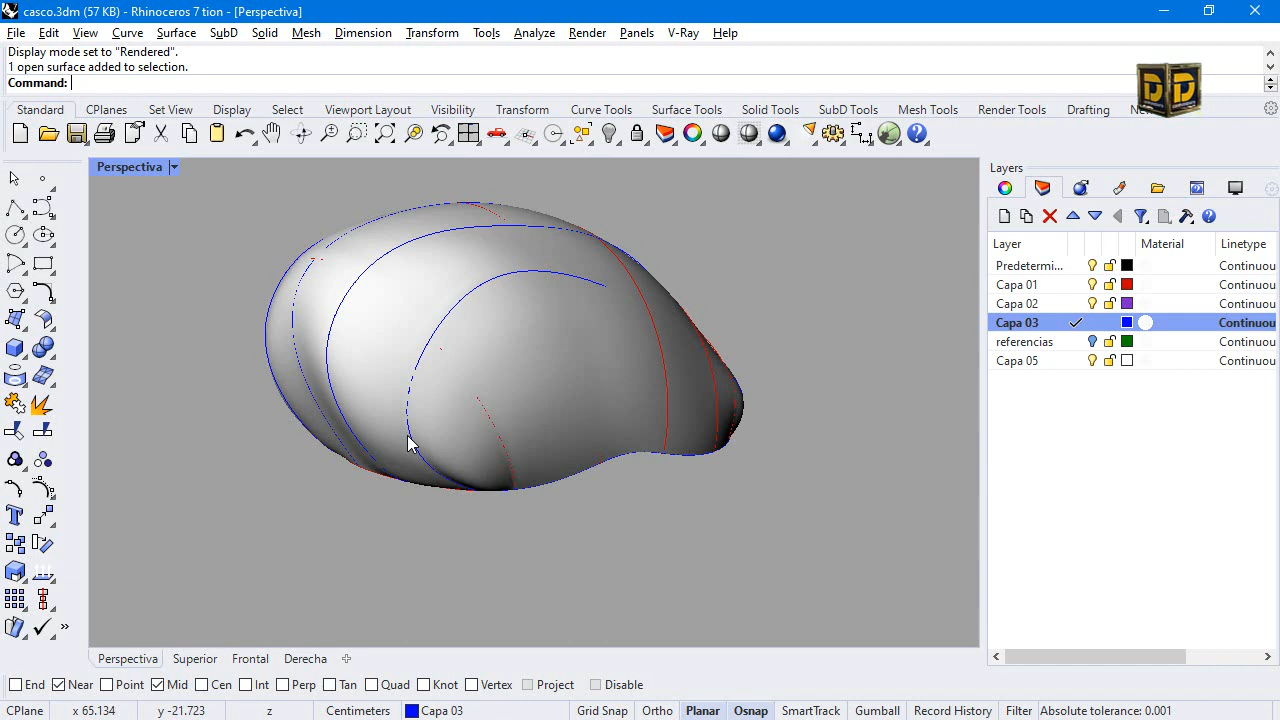 casco.3dm (57 KB) - Rhinoceros 7 tion - [Perspectiva]
File Edit View Curve Surface SubD Solid Mesh Dimension Transform Tools Analyze Render Panels V-Ray Help
Display mode set to "Rendered".
1 open surface added to selection.
Command:
Standard CPlanes Set View Display Select Viewport Layout Visibility Transform Curve Tools Surface Tools Solid Tools SubD Tools Mesh Tools Render Tools Drafting
Perspectiva
Layers
Layer Material Linetype
Predetermi... Continuou
Capa 01 Continuou
Capa 02 Continuou
Capa 03 Continuou
referencias Continuou
Capa 05 Continuou
Perspectiva Superior Frontal Derecha
End Near Point Mid Cen Int Perp Tan Quad Knot Vertex Project Disable
CPlane x 65.134 y -21.723 z Centimeters Capa 03 Grid Snap Ortho Planar Osnap SmartTrack Gumball Record History Filter Absolute tolerance: 0.001